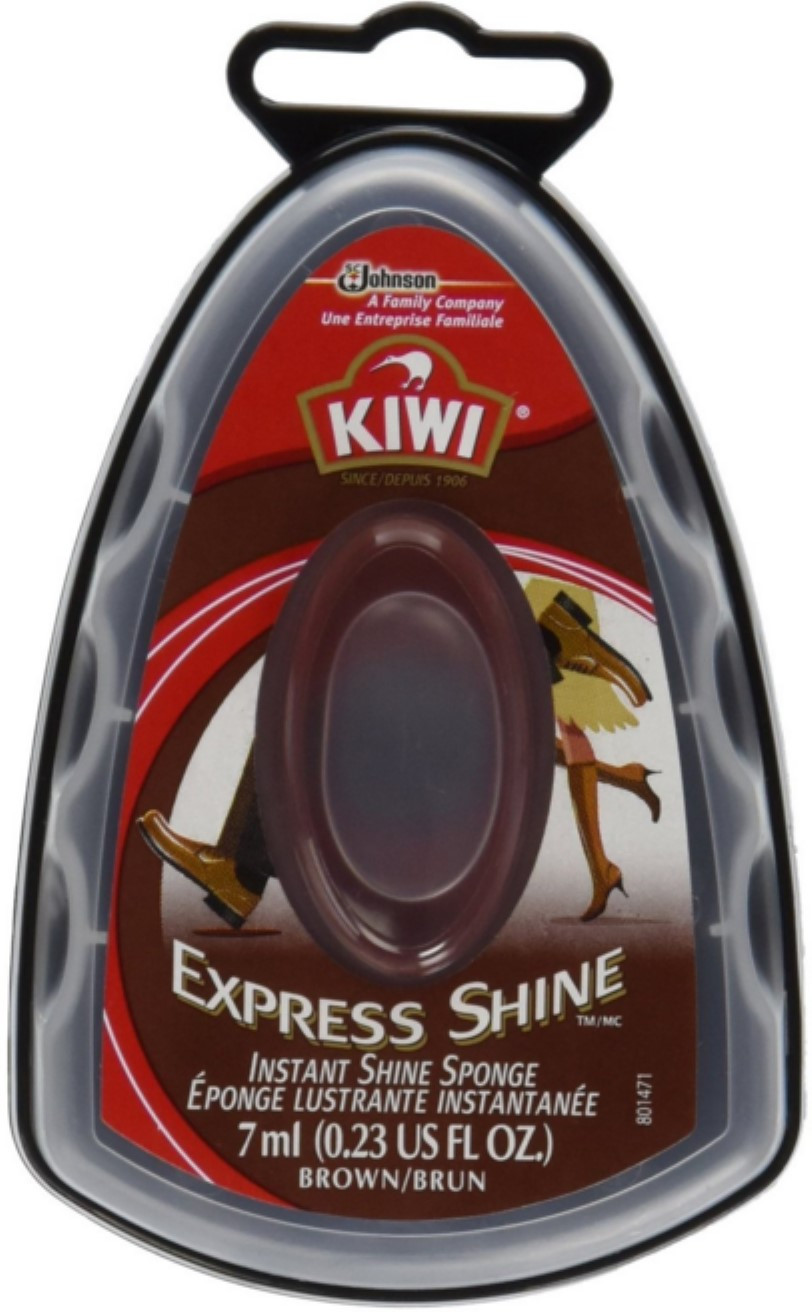 SC Johnson
A Family Company
Une Entreprise Familiale
KIWI®
SINCE/DEPUIS 1906
EXPRESS SHINE
TM/MC
INSTANT SHINE SPONGE
ÉPONGE LUSTRANTE INSTANTANÉE
7 ml (0.23 US FL OZ.)
BROWN/BRUN
801471